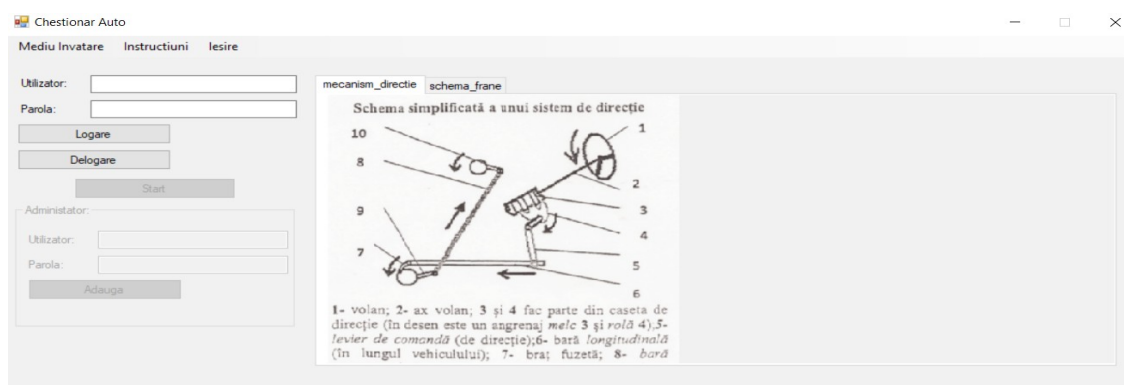 Chestionar Auto
Mediu Invatare Instructiuni Iesire
Utilizator:
Parola:
Logare
Delogare
Start
Administator:
Utilizator:
Parola:
Adauga
mecanism_directie schema_frane
Schema simplificată a unui sistem de direcție
10
1
8
2
9
3
4
7
5
6
1- volan; 2- ax volan; 3 și 4 fac parte din caseta de
direcție (în desen este un angrenaj melc 3 și rolă 4),5-
levier de comandă (de direcție);6- bară longitudinală
(în lungul vehiculului); 7- braț fuzetă; 8- bară